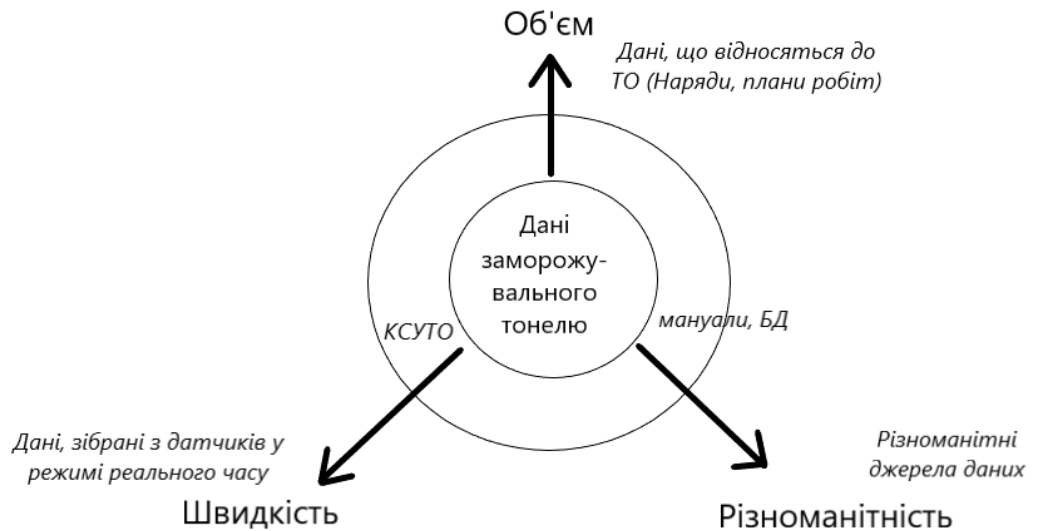 Об'єм
Дані, що відносяться до
ТО (Наряди, плани робіт)
Дані
заморожу-
вального
тонелю
КСУТО
мануали, БД
Дані, зібрані з датчиків у
режимі реального часу
Швидкість
Різноманітні
джерела даних
Різноманітність